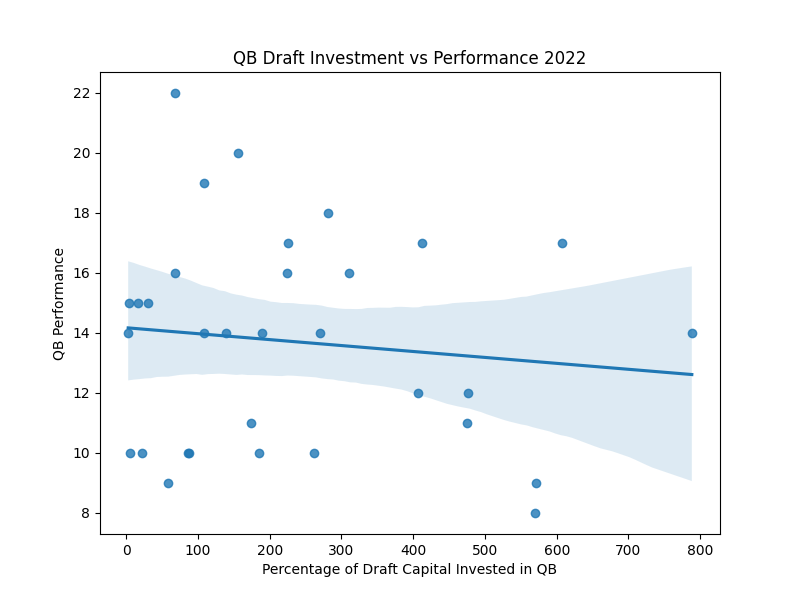 QB Draft Investment vs Performance 2022
22
20
18
16
14
12
10
8
QB Performance
0 100 200 300 400 500 600 700 800
Percentage of Draft Capital Invested in QB